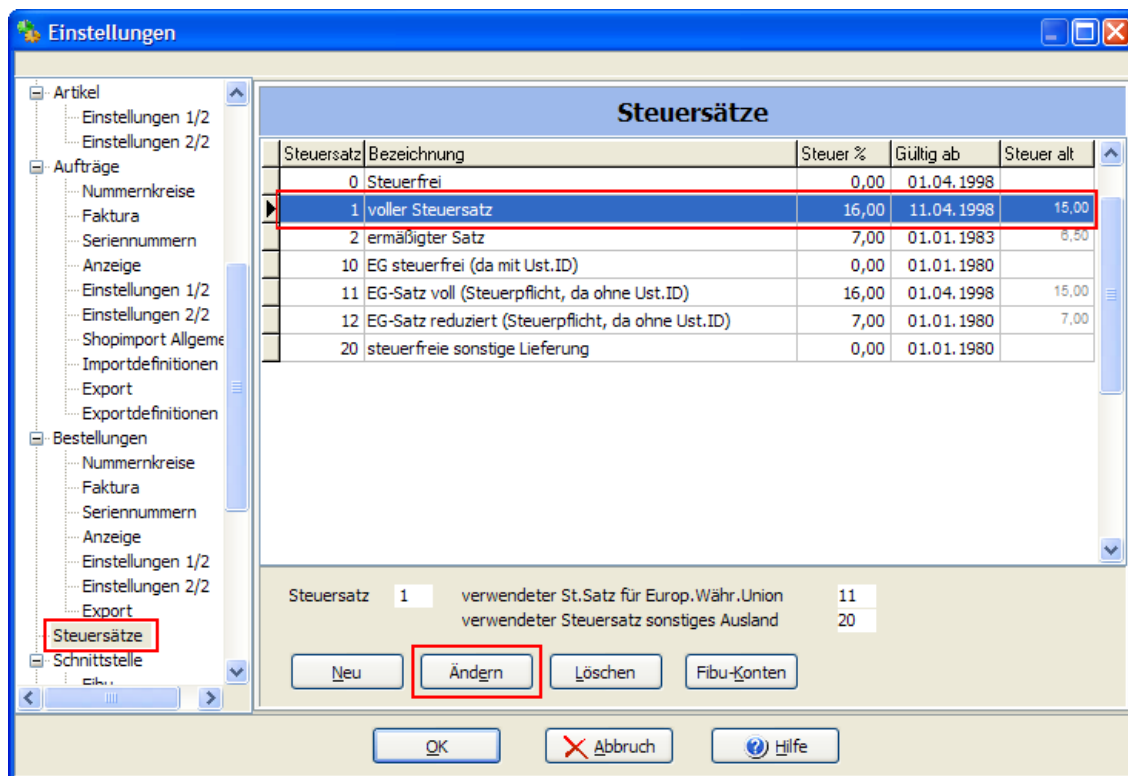 Einstellungen
Artikel
Einstellungen 1/2
Einstellungen 2/2
Aufträge
Nummernkreise
Faktura
Seriennummern
Anzeige
Einstellungen 1/2
Einstellungen 2/2
Shopimport Allgeme
Importdefinitionen
Export
Exportdefinitionen
Bestellungen
Nummernkreise
Faktura
Seriennummern
Anzeige
Einstellungen 1/2
Einstellungen 2/2
Export
Steuersätze
Schnittstelle
Fibu
Steuersätze
Steuersatz Bezeichnung Steuer % Gültig ab Steuer alt
0 Steuerfrei 0,00 01.04.1998
1 voller Steuersatz 16,00 11.04.1998 15,00
2 ermäßigter Satz 7,00 01.01.1983 6,50
10 EG steuerfrei (da mit Ust.ID) 0,00 01.01.1980
11 EG-Satz voll (Steuerpflicht, da ohne Ust.ID) 16,00 01.04.1998 15,00
12 EG-Satz reduziert (Steuerpflicht, da ohne Ust.ID) 7,00 01.01.1980 7,00
20 steuerfreie sonstige Lieferung 0,00 01.01.1980
Steuersatz 1 verwendeter St.Satz für Europ.Währ.Union 11
verwendeter Steuersatz sonstiges Ausland 20
Neu Ändern Löschen Fibu-Konten
OK Abbruch Hilfe